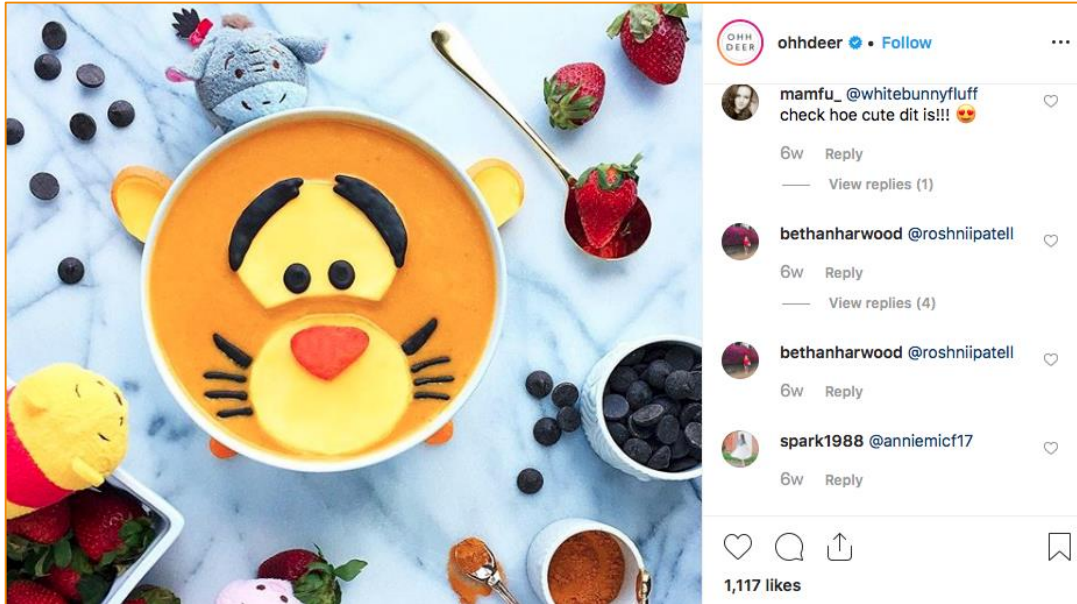 OHH
DEER
ohhdeer • Follow
mamfu_ @whitebunnyfluff
check hoe cute dit is!!! 😍
6w Reply
View replies (1)
bethanharwood @roshniipatell
6w Reply
View replies (4)
bethanharwood @roshniipatell
6w Reply
spark1988 @anniemicf17
6w Reply
1,117 likes